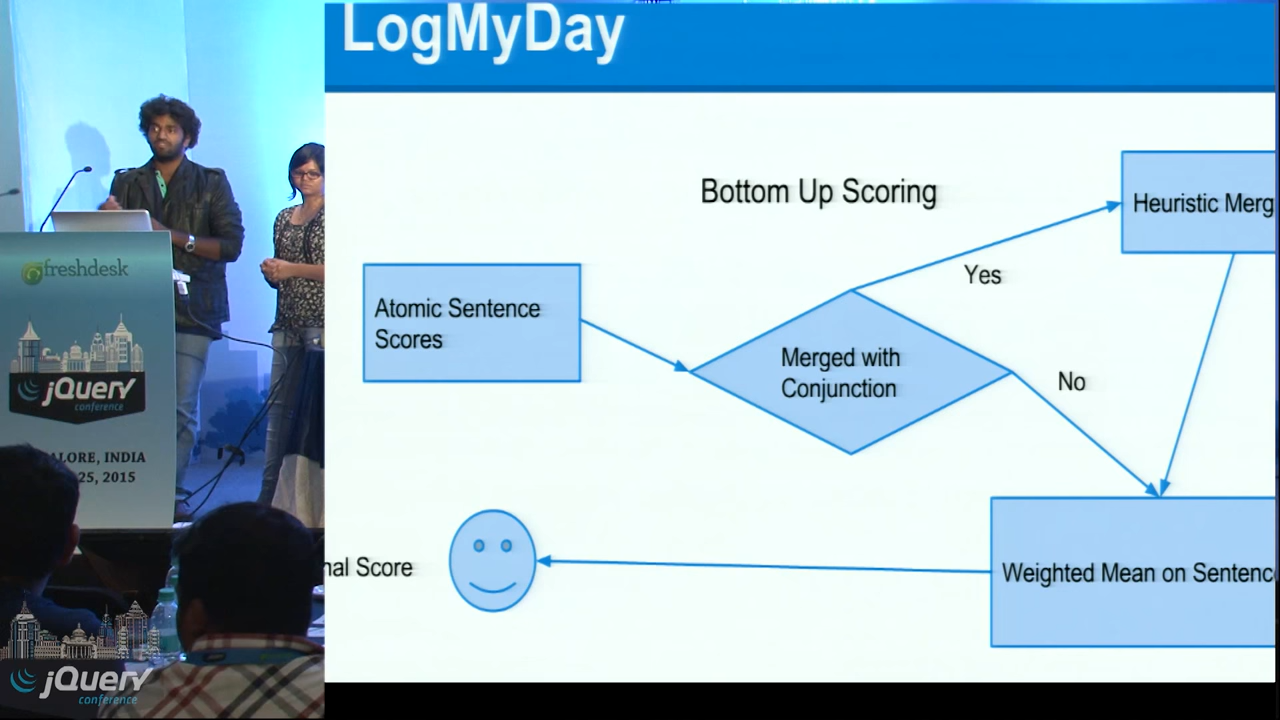 LogMyDay
Bottom Up Scoring
Heuristic Merg
Yes
Atomic Sentence
Scores
Merged with
Conjunction
No
nal Score
Weighted Mean on Sentenc
freshdesk
jQuery
conference
ALORE, INDIA
25, 2015
jQuery
conference